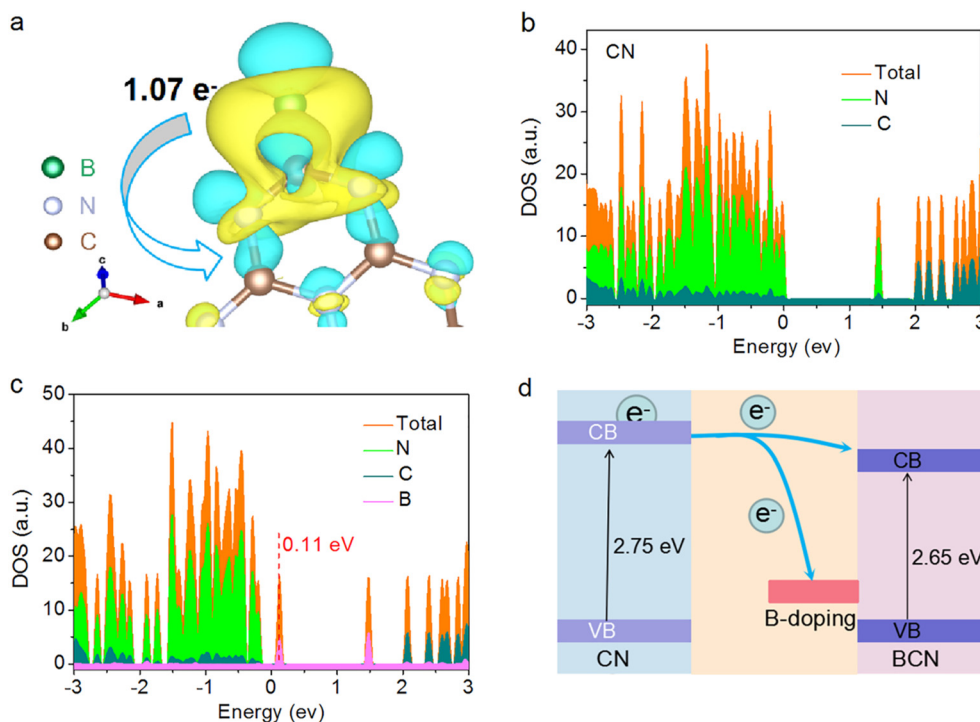 a
1.07 e-
B
N
C
c
a
b
b
CN
Total
N
C
DOS (a.u.)
40
30
20
10
0
-3 -2 -1 0 1 2 3
Energy (ev)
c
Total
N
C
B
0.11 eV
DOS (a.u.)
50
40
30
20
10
0
-3 -2 -1 0 1 2 3
Energy (ev)
d
e-
e-
CB
CB
e-
2.75 eV
2.65 eV
B-doping
VB
VB
CN
BCN